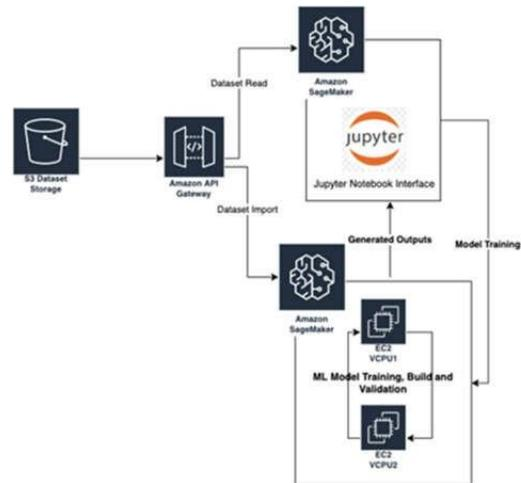 Amazon
SageMaker
Dataset Read
jupyter
Jupyter Notebook Interface
S3 Dataset
Storage
Amazon API
Gateway
Dataset Import
Generated Outputs
Model Training
Amazon
SageMaker
EC2
VCPU1
ML Model Training, Build and
Validation
EC2
VCPU2